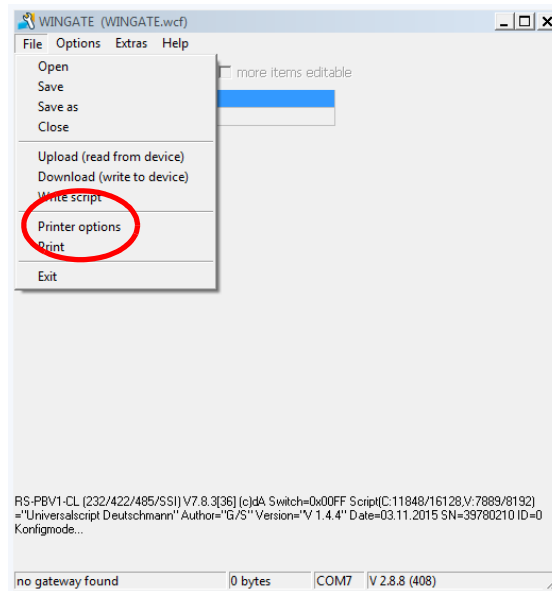 WINGATE (WINGATE.wcf)
File Options Extras Help
more items editable
Open
Save
Save as
Close
Upload (read from device)
Download (write to device)
Write script
Printer options
Print
Exit
RS-PBV1-CL (232/422/485/SSI) V7.8.3[36] (c)dA Switch=0x00FF Script(C:11848/16128,V:7889/8192)
="Universalscript Deutschmann" Author="G/S" Version="V 1.4.4" Date=03.11.2015 SN=39780210 ID=0
Konfigmode...
no gateway found 0 bytes COM7 V 2.8.8 (408)